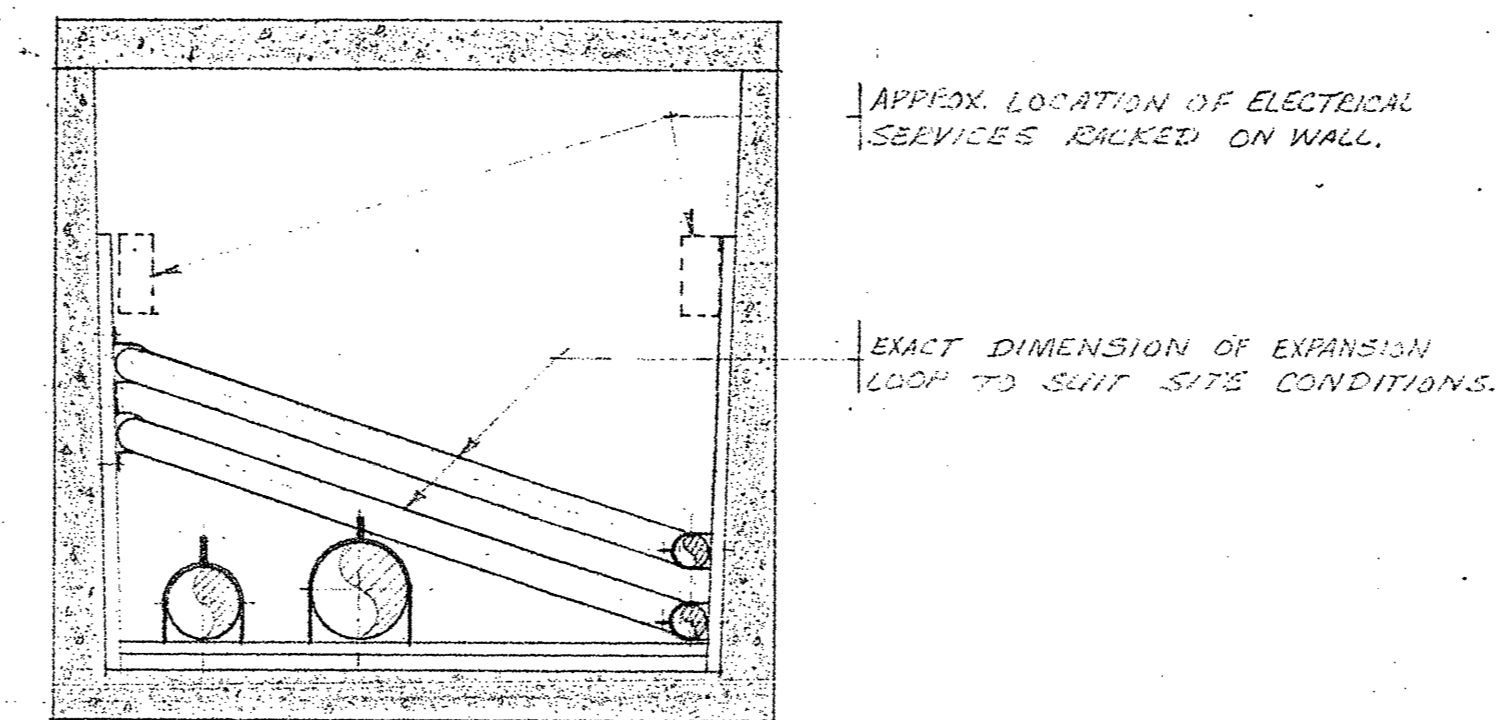 APPROX. LOCATION OF ELECTRICAL
SERVICES RACKED ON WALL.
EXACT DIMENSION OF EXPANSION
LOOP TO SUIT SITE CONDITIONS.